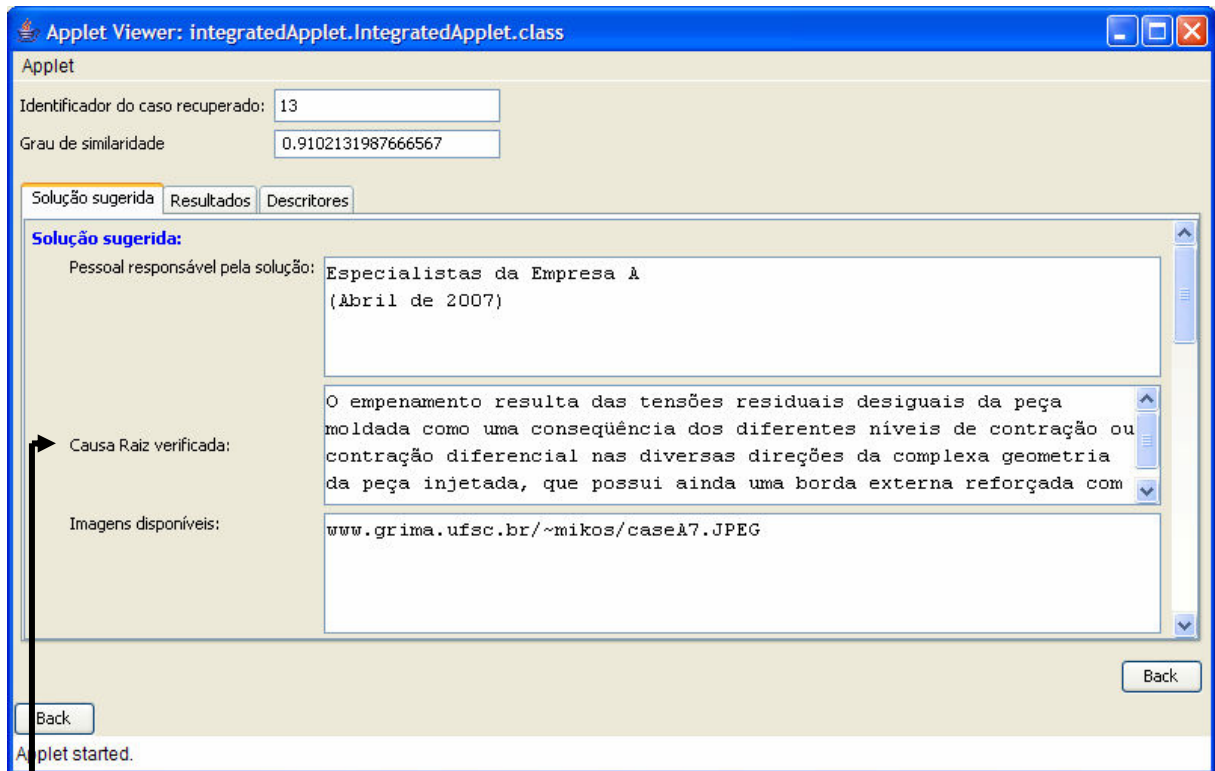 Applet Viewer: integratedApplet.IntegratedApplet.class
Applet
Identificador do caso recuperado: 13
Grau de similaridade 0.9102131987666567
Solução sugerida Resultados Descritores
Solução sugerida:
Pessoal responsável pela solução: Especialistas da Empresa A
(Abril de 2007)
Causa Raiz verificada:
O empenamento resulta das tensões residuais desiguais da peça
moldada como uma conseqüência dos diferentes níveis de contração ou
contração diferencial nas diversas direções da complexa geometria
da peça injetada, que possui ainda uma borda externa reforçada com
Imagens disponíveis: www.grima.ufsc.br/~mikos/caseA7.JPEG
Back
Back
Applet started.